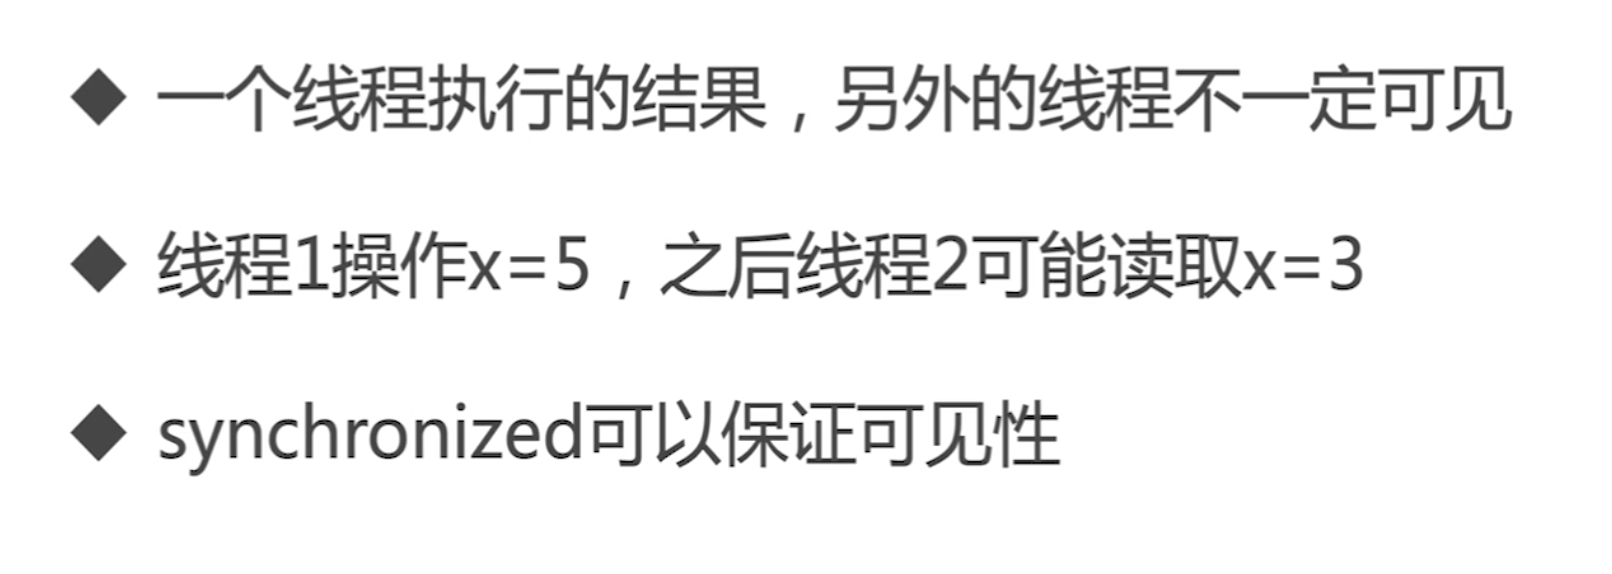 ◆ 一个线程执行的结果，另外的线程不一定可见
◆ 线程1操作x=5，之后线程2可能读取x=3
◆ synchronized可以保证可见性